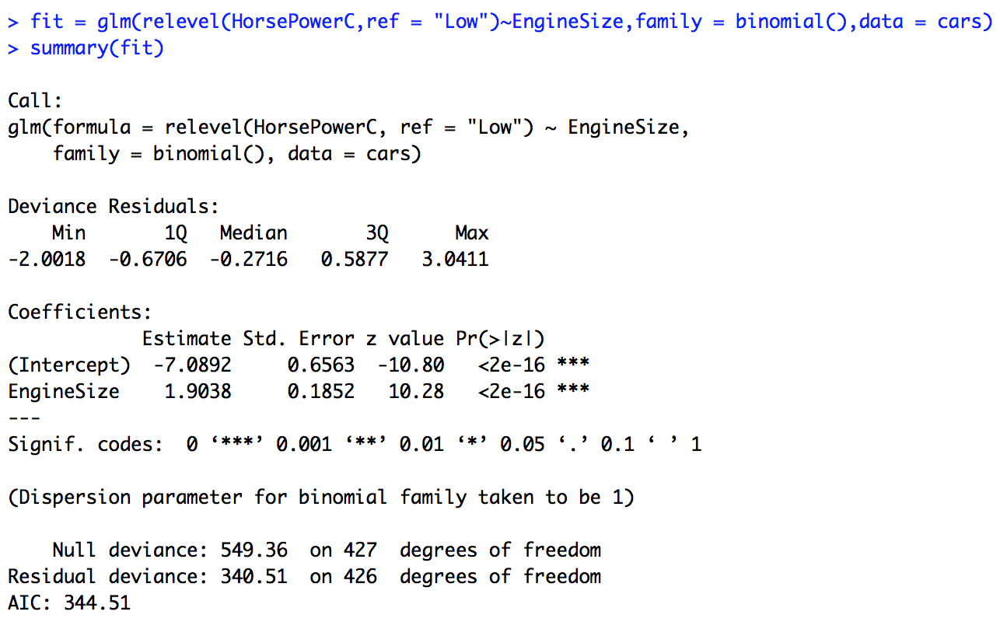 > fit = glm(relevel(HorsePowerC,ref = "Low")~EngineSize,family = binomial(),data = cars)
> summary(fit)
Call:
glm(formula = relevel(HorsePowerC, ref = "Low") ~ EngineSize,
    family = binomial(), data = cars)
Deviance Residuals:
    Min       1Q   Median       3Q      Max
-2.0018  -0.6706  -0.2716   0.5877   3.0411
Coefficients:
            Estimate Std. Error z value Pr(>|z|)
(Intercept)  -7.0892     0.6563  -10.80   <2e-16 ***
EngineSize    1.9038     0.1852   10.28   <2e-16 ***
---
Signif. codes:  0 ‘***’ 0.001 ‘**’ 0.01 ‘*’ 0.05 ‘.’ 0.1 ‘ ’ 1
(Dispersion parameter for binomial family taken to be 1)
    Null deviance: 549.36  on 427  degrees of freedom
Residual deviance: 340.51  on 426  degrees of freedom
AIC: 344.51